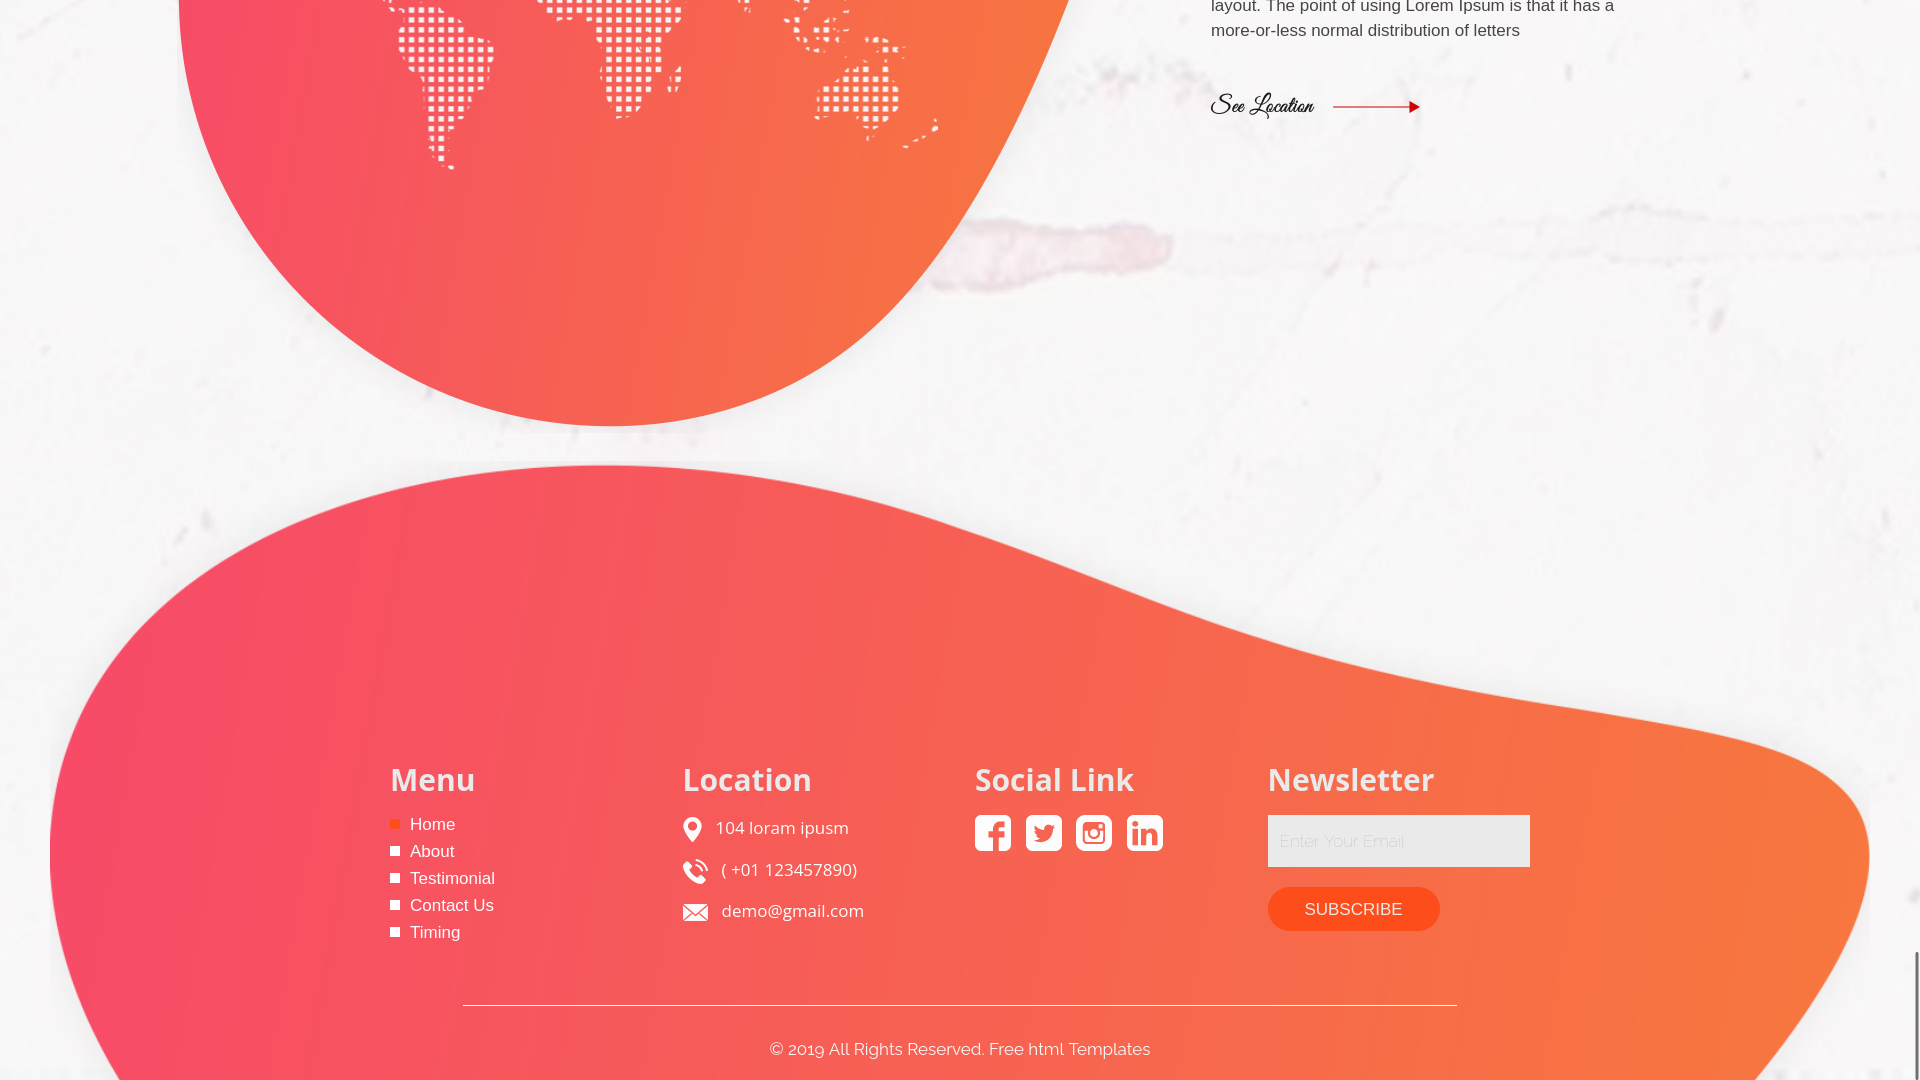 layout. The point of using Lorem Ipsum is that it has a
more-or-less normal distribution of letters
See Location
Menu
Home
About
Testimonial
Contact Us
Timing
Location
104 loram ipusm
( +01 123457890)
demo@gmail.com
Social Link
Newsletter
Enter Your Email
SUBSCRIBE
© 2019 All Rights Reserved. Free html Templates